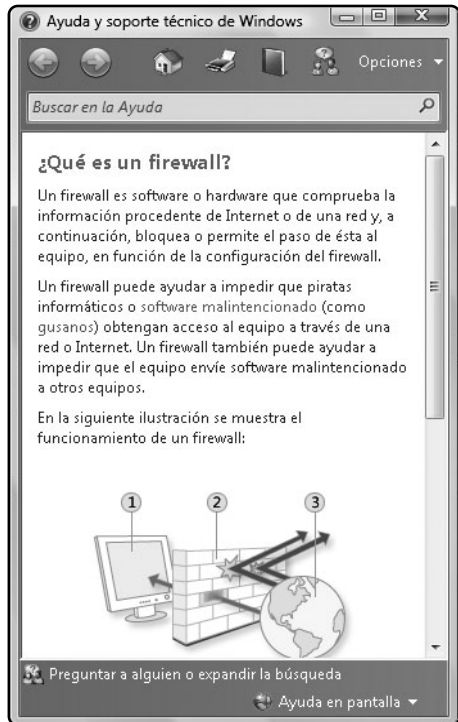 Ayuda y soporte técnico de Windows
Opciones
Buscar en la Ayuda
¿Qué es un firewall?
Un firewall es software o hardware que comprueba la
información procedente de Internet o de una red y, a
continuación, bloquea o permite el paso de ésta al
equipo, en función de la configuración del firewall.
Un firewall puede ayudar a impedir que piratas
informáticos o software malintencionado (como
gusanos) obtengan acceso al equipo a través de una
red o Internet. Un firewall también puede ayudar a
impedir que el equipo envíe software malintencionado
a otros equipos.
En la siguiente ilustración se muestra el
funcionamiento de un firewall:
1 2 3
Preguntar a alguien o expandir la búsqueda
Ayuda en pantalla